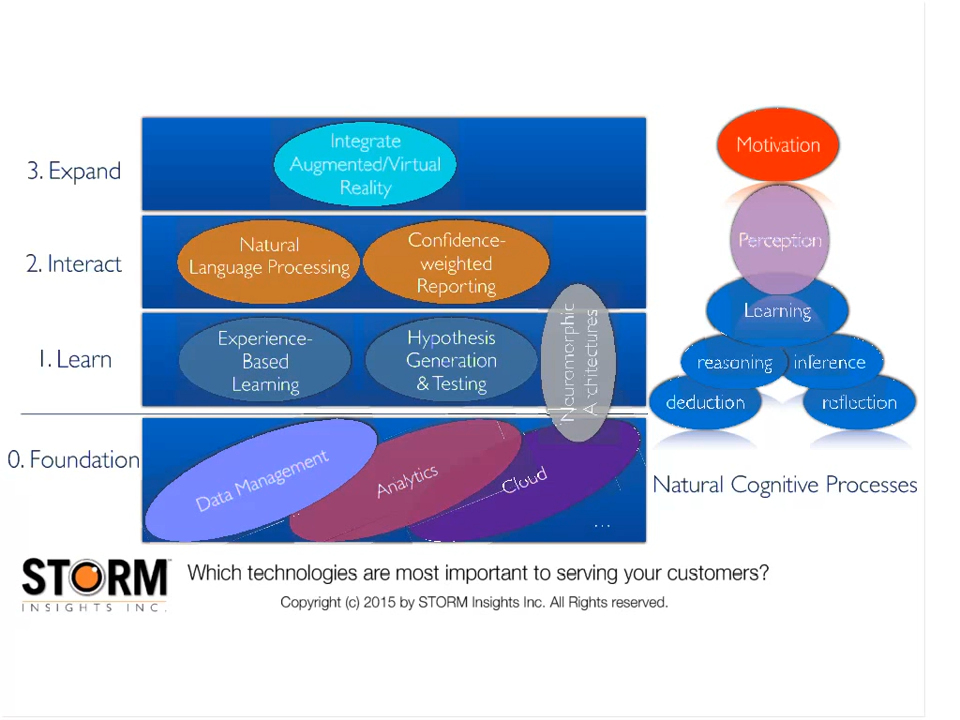 3. Expand
Integrate
Augmented/Virtual
Reality
2. Interact
Natural
Language Processing
Confidence-
weighted
Reporting
1. Learn
Experience-
Based
Learning
Hypothesis
Generation
& Testing
Neuromorphic
Architectures
0. Foundation
Data Management
Analytics
Cloud
...
Motivation
Perception
Learning
reasoning
inference
deduction
reflection
Natural Cognitive Processes
STORM
INSIGHTS INC.
Which technologies are most important to serving your customers?
Copyright (c) 2015 by STORM Insights Inc. All Rights reserved.